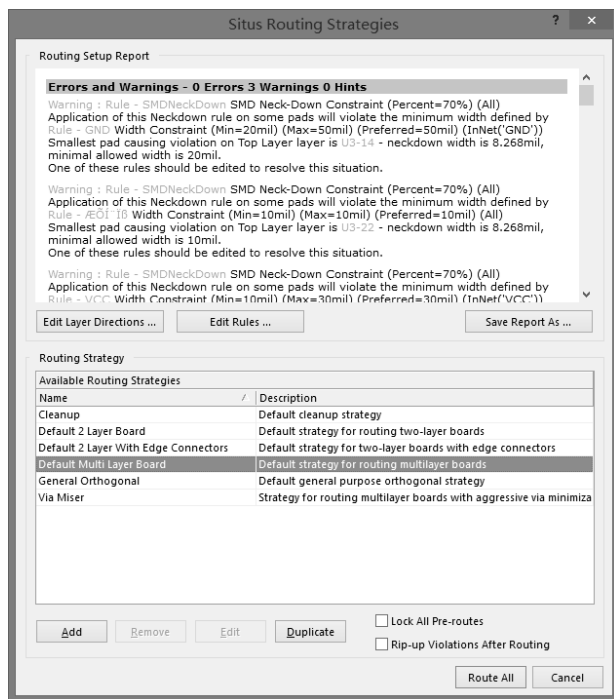 Situs Routing Strategies
? ×
Routing Setup Report
Errors and Warnings - 0 Errors 3 Warnings 0 Hints
Warning : Rule - SMDNeckDown SMD Neck-Down Constraint (Percent=70%) (All)
Application of this Neckdown rule on some pads will violate the minimum width defined by
Rule - GND Width Constraint (Min=20mil) (Max=50mil) (Preferred=50mil) (InNet('GND'))
Smallest pad causing violation on Top Layer layer is U3-14 - neckdown width is 8.268mil,
minimal allowed width is 20mil.
One of these rules should be edited to resolve this situation.
Warning : Rule - SMDNeckDown SMD Neck-Down Constraint (Percent=70%) (All)
Application of this Neckdown rule on some pads will violate the minimum width defined by
Rule - ÆÕÍ¨Ïß Width Constraint (Min=10mil) (Max=10mil) (Preferred=10mil) (All)
Smallest pad causing violation on Top Layer layer is U3-22 - neckdown width is 8.268mil,
minimal allowed width is 10mil.
One of these rules should be edited to resolve this situation.
Warning : Rule - SMDNeckDown SMD Neck-Down Constraint (Percent=70%) (All)
Application of this Neckdown rule on some pads will violate the minimum width defined by
Rule - VCC Width Constraint (Min=10mil) (Max=30mil) (Preferred=30mil) (InNet('VCC'))
Edit Layer Directions ... Edit Rules ... Save Report As ...
Routing Strategy
Available Routing Strategies
Name / Description
Cleanup Default cleanup strategy
Default 2 Layer Board Default strategy for routing two-layer boards
Default 2 Layer With Edge Connectors Default strategy for two-layer boards with edge connectors
Default Multi Layer Board Default strategy for routing multilayer boards
General Orthogonal Default general purpose orthogonal strategy
Via Miser Strategy for routing multilayer boards with aggressive via minimiza
Add Remove Edit Duplicate
Lock All Pre-routes
Rip-up Violations After Routing
Route All Cancel